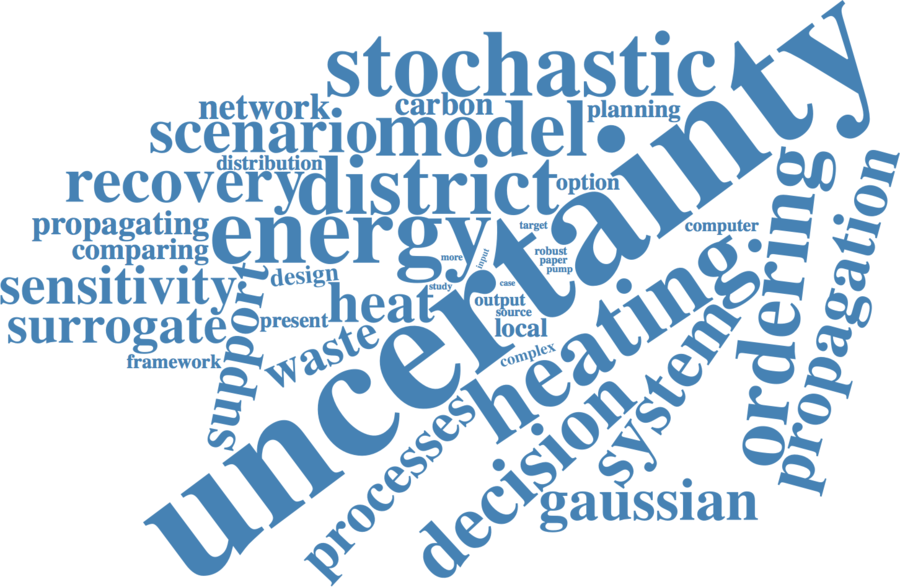 stochastic
network
carbon
planning
scenario
model
distribution
recovery
district
option
propagating
energy
target
computer
comparing
more
input
robust
paper
pump
sensitivity
support
design
study
case
heat
output
source
surrogate
present
local
framework
waste
complex
uncertainty
heating
system
ordering
propagation
processes
decision
gaussian